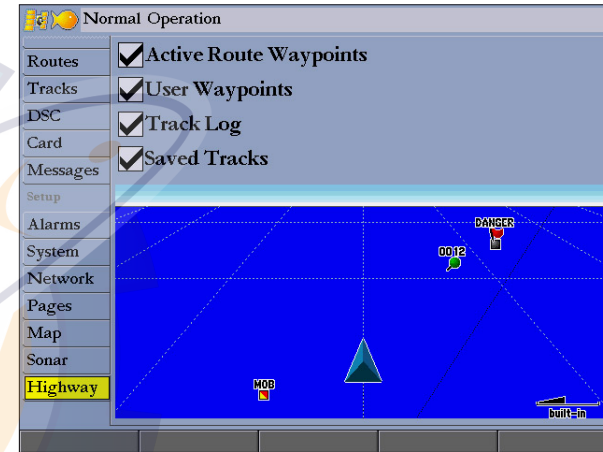 Normal Operation
Routes
Tracks
DSC
Card
Messages
Setup
Alarms
System
Network
Pages
Map
Sonar
Highway
Active Route Waypoints
User Waypoints
Track Log
Saved Tracks
DANGER
0012
MOB
built-in